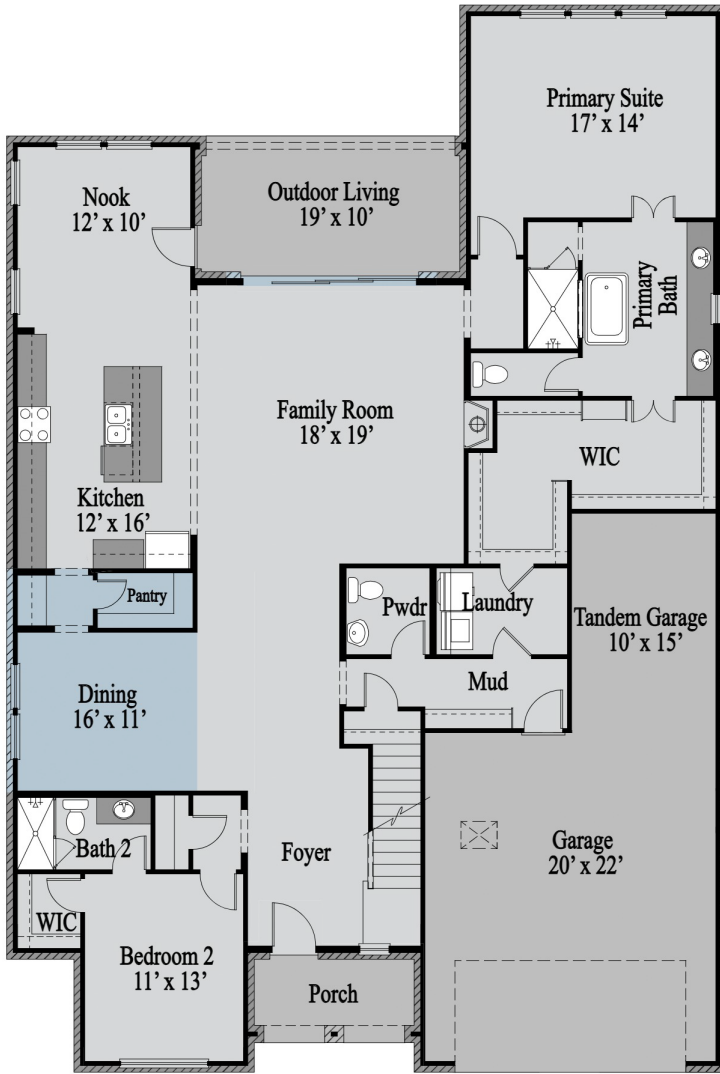 Primary Suite
17’ x 14’
Nook
12’ x 10’
Outdoor Living
19’ x 10’
Primary
Bath
Family Room
18’ x 19’
WIC
Kitchen
12’ x 16’
Pantry
Pwdr
Laundry
Tandem Garage
10’ x 15’
Dining
16’ x 11’
Mud
Bath 2
Foyer
Garage
20’ x 22’
WIC
Bedroom 2
11’ x 13’
Porch